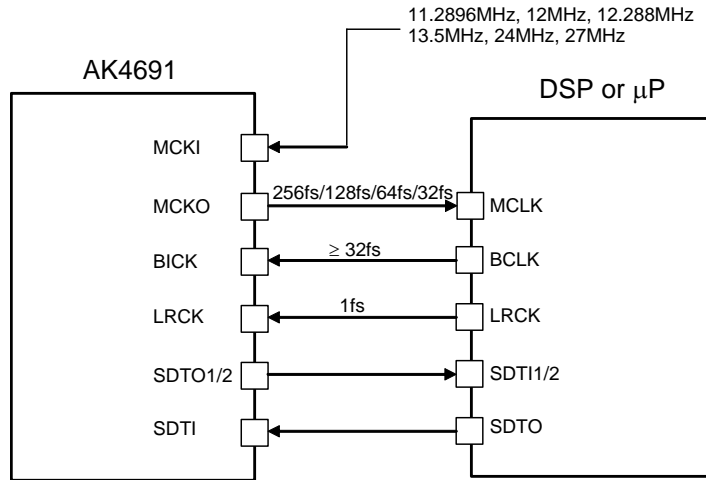 11.2896MHz, 12MHz, 12.288MHz
13.5MHz, 24MHz, 27MHz
AK4691
DSP or μP
MCKI
MCKO
256fs/128fs/64fs/32fs
MCLK
BICK
≥ 32fs
BCLK
LRCK
1fs
LRCK
SDTO1/2
SDTI1/2
SDTI
SDTO